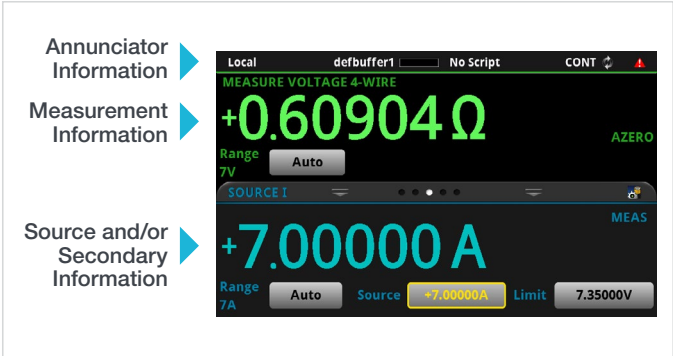 Annunciator
Information
Measurement
Information
Source and/or
Secondary
Information
Local defbuffer1 No Script CONT
MEASURE VOLTAGE 4-WIRE
+0.60904 Ω
AZERO
Range
7V
Auto
SOURCE I
MEAS
+7.00000 A
Range
7A
Auto Source +7.00000A Limit 7.35000V